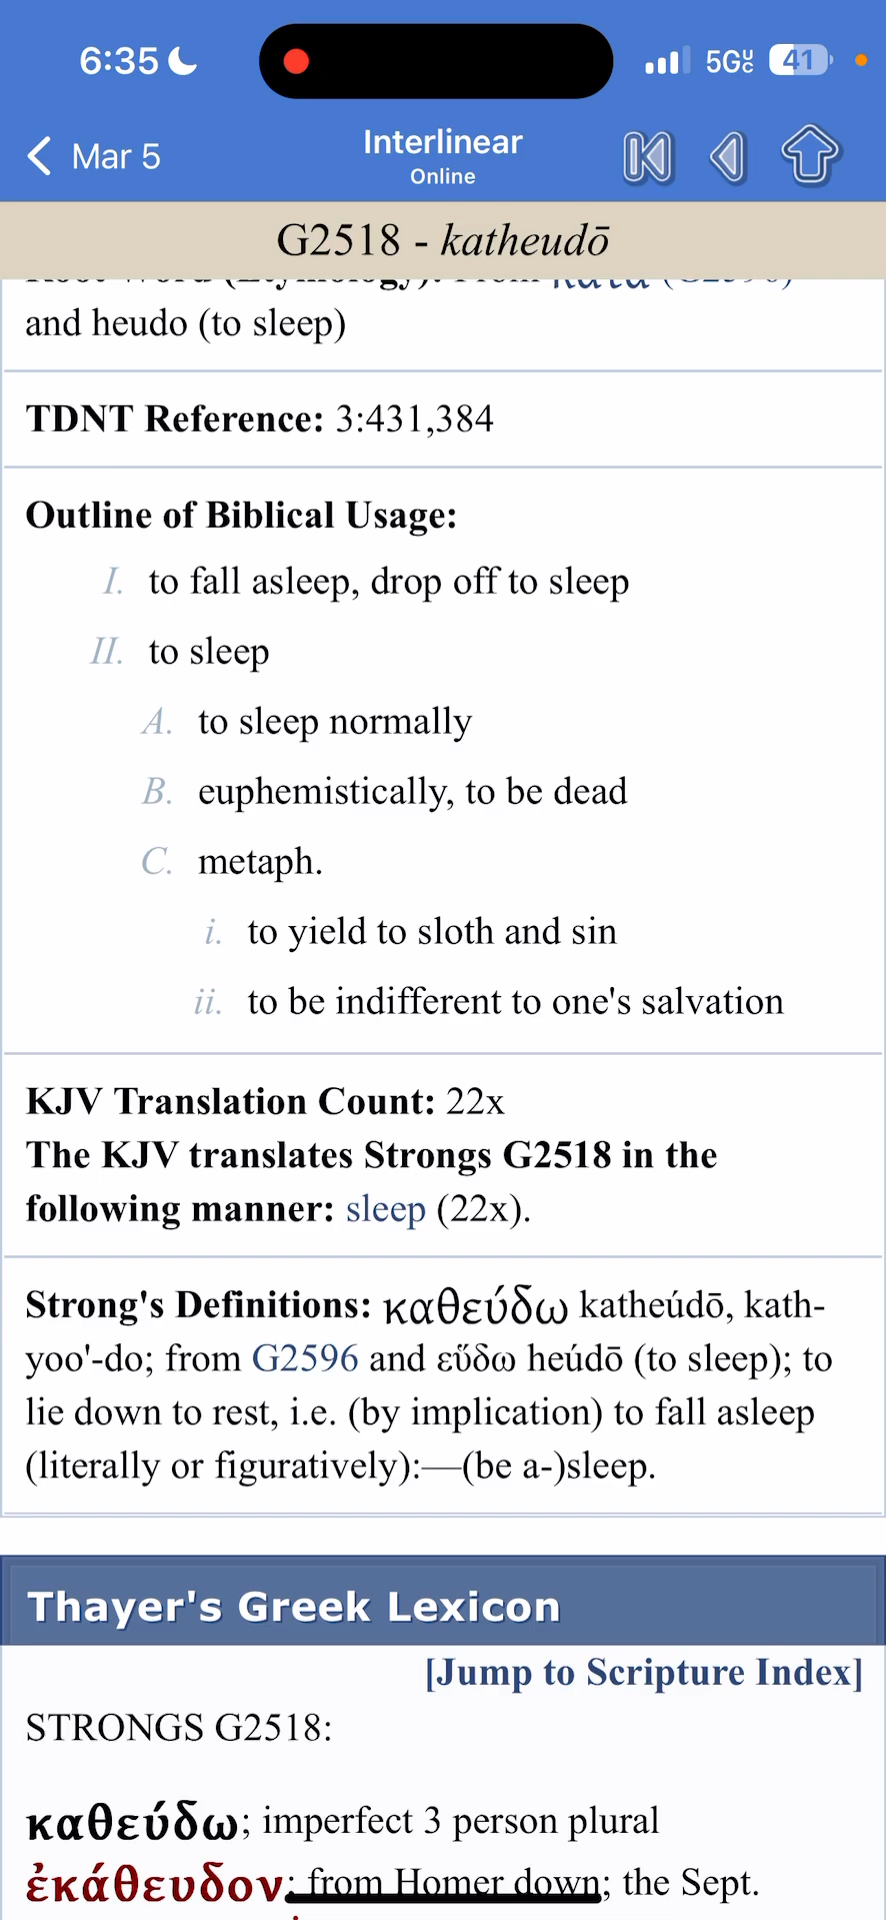 6:35
5GUC
41
Mar 5
Interlinear
Online
G2518 - katheudō
and heudo (to sleep)
TDNT Reference: 3:431,384
Outline of Biblical Usage:
I. to fall asleep, drop off to sleep
II. to sleep
A. to sleep normally
B. euphemistically, to be dead
C. metaph.
i. to yield to sloth and sin
ii. to be indifferent to one's salvation
KJV Translation Count: 22x
The KJV translates Strongs G2518 in the
following manner: sleep (22x).
Strong's Definitions: καθεύδω katheúdō, kath-
yoo'-do; from G2596 and εὕδω heúdō (to sleep); to
lie down to rest, i.e. (by implication) to fall asleep
(literally or figuratively):—(be a-)sleep.
Thayer's Greek Lexicon
[Jump to Scripture Index]
STRONGS G2518:
καθεύδω; imperfect 3 person plural
ἐκάθευδον; from Homer down; the Sept.